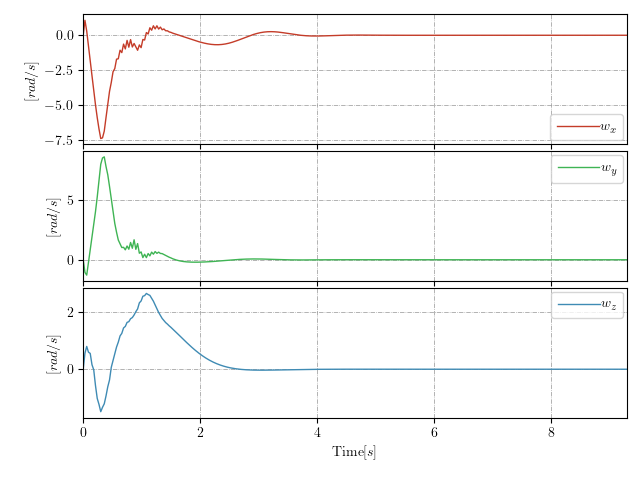 0.0
−2.5
−5.0
−7.5
[rad/s]
w_x
5
0
[rad/s]
w_y
2
0
[rad/s]
w_z
0 2 4 6 8
Time[s]